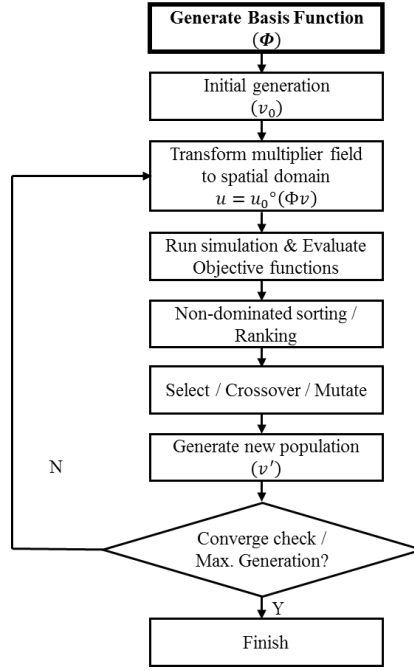 Generate Basis Function
(Φ)
Initial generation
(v₀)
Transform multiplier field
to spatial domain
u = u₀°(Φv)
Run simulation & Evaluate
Objective functions
Non-dominated sorting /
Ranking
Select / Crossover / Mutate
Generate new population
(v′)
N
Converge check /
Max. Generation?
Y
Finish